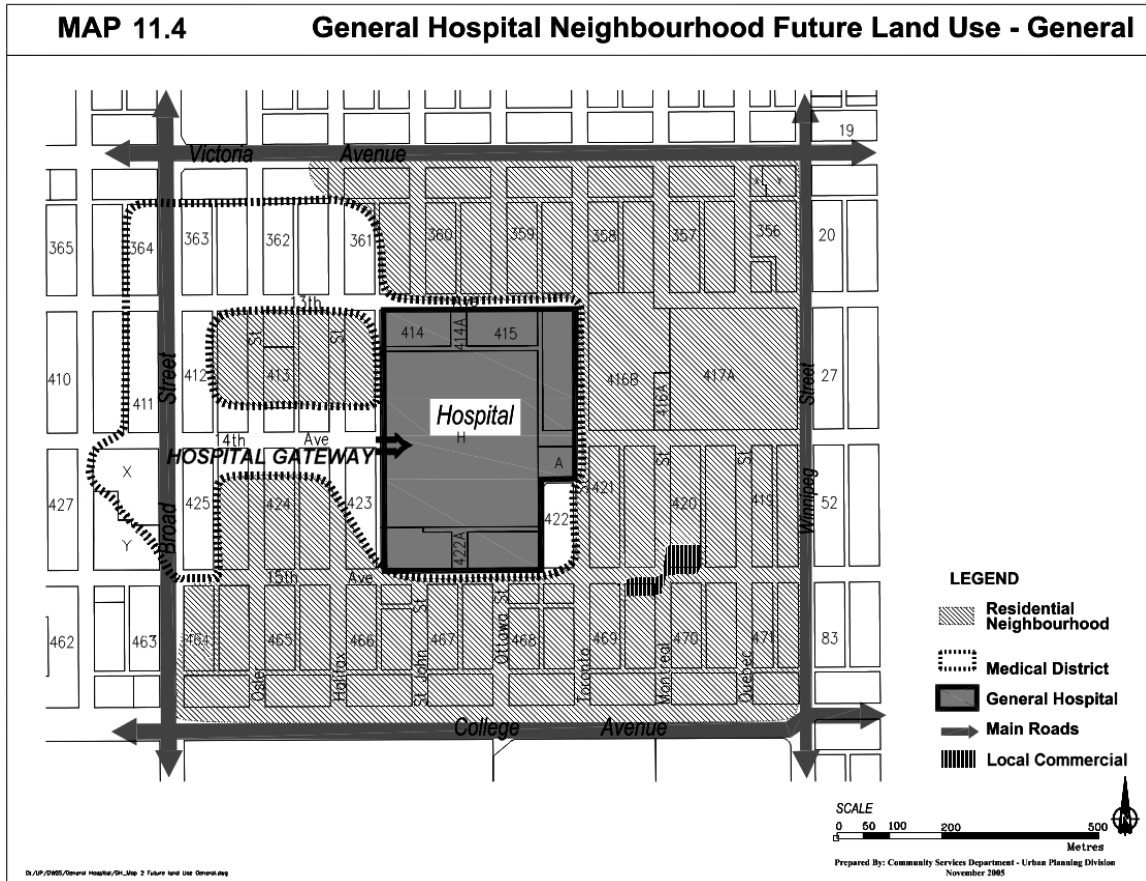 MAP 11.4 General Hospital Neighbourhood Future Land Use - General
19
Victoria Avenue
X Y
365 364 363 362 361 360 359 358 357 356 20
13th Ave
St St
414 414A 415
410 411 412 413 416B 416A 417A 27
Street Street
Hospital
H
14th Ave
HOSPITAL GATEWAY
A
St St
X
427 425 424 423 422 421 420 419 52
Broad Winnipeg
Y
422A
15th Ave
462 463 464 465 466 467 468 469 470 471 83
Osler Halifax St John St Ottawa St Toronto Montreal Quebec
College Avenue
LEGEND
Residential
Neighbourhood
Medical District
General Hospital
Main Roads
Local Commercial
N
SCALE
0 50 100 200 500
Metres
Prepared By: Community Services Department - Urban Planning Division
November 2005